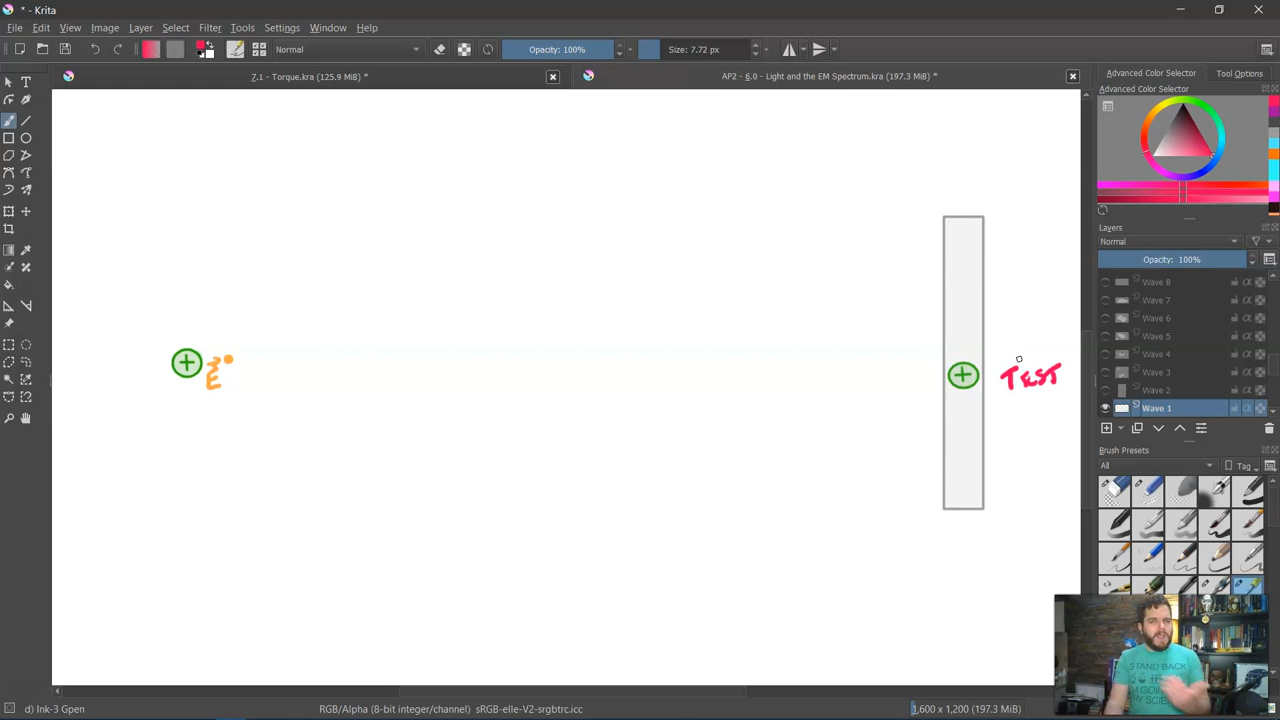 * - Krita
File Edit View Image Layer Select Filter Tools Settings Window Help
Normal Opacity: 100% Size: 7.72 px
7.1 - Torque.kra (125.9 MiB) * AP2 - 6.0 - Light and the EM Spectrum.kra (197.3 MiB) *
Advanced Color Selector Tool Options
Advanced Color Selector
Layers
Normal
Opacity: 100%
Wave 8
Wave 7
Wave 6
Wave 5
Wave 4
Wave 3
Wave 2
Wave 1
E
TEST
Brush Presets
All Tag
STAND BACK
I'M GOING
d) Ink-3 Gpen RGB/Alpha (8-bit integer/channel) sRGB-elle-V2-srgbtrc.icc 1,600 x 1,200 (197.3 MiB)